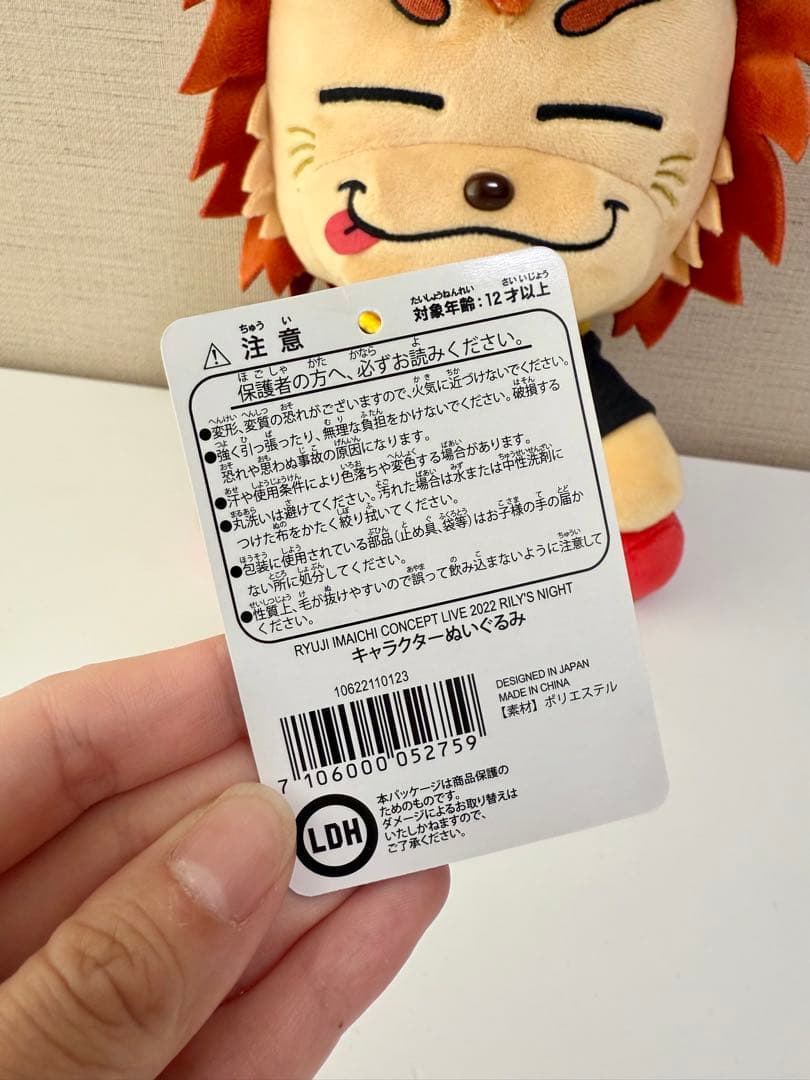 注意
対象年齢:12才以上
保護者の方へ、必ずお読みください。
●変形、変質の恐れがございますので、火気に近づけないでください。
●強く引っ張ったり、無理な負担をかけないでください。破損する
恐れや思わぬ事故の原因になります。
●汗や使用条件により色落ちや変色する場合があります。
●丸洗いは避けてください。汚れた場合は水または中性洗剤に
つけた布をかたく絞り拭いてください。
●包装に使用されている部品(止め具、袋等)はお子様の手の届か
ない所に処分してください。
●性質上、毛が抜けやすいので誤って飲み込まないように注意して
ください。
RYUJI IMAICHI CONCEPT LIVE 2022 RILY'S NIGHT
キャラクターぬいぐるみ
10622110123
7 106000 052759
DESIGNED IN JAPAN
MADE IN CHINA
【素材】ポリエステル
LDH
本パッケージは商品保護の
ためのものです。
ダメージによるお取り替えは
いたしかねますので、
ご了承ください。